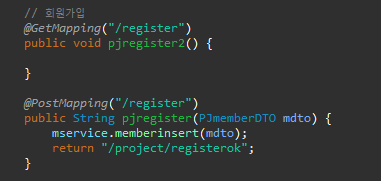 // 회원가입
@GetMapping("/register")
public void pjregister2() {
}
@PostMapping("/register")
public String pjregister(PJmemberDTO mdto) {
mservice.memberinsert(mdto);
return "/project/registerok";
}